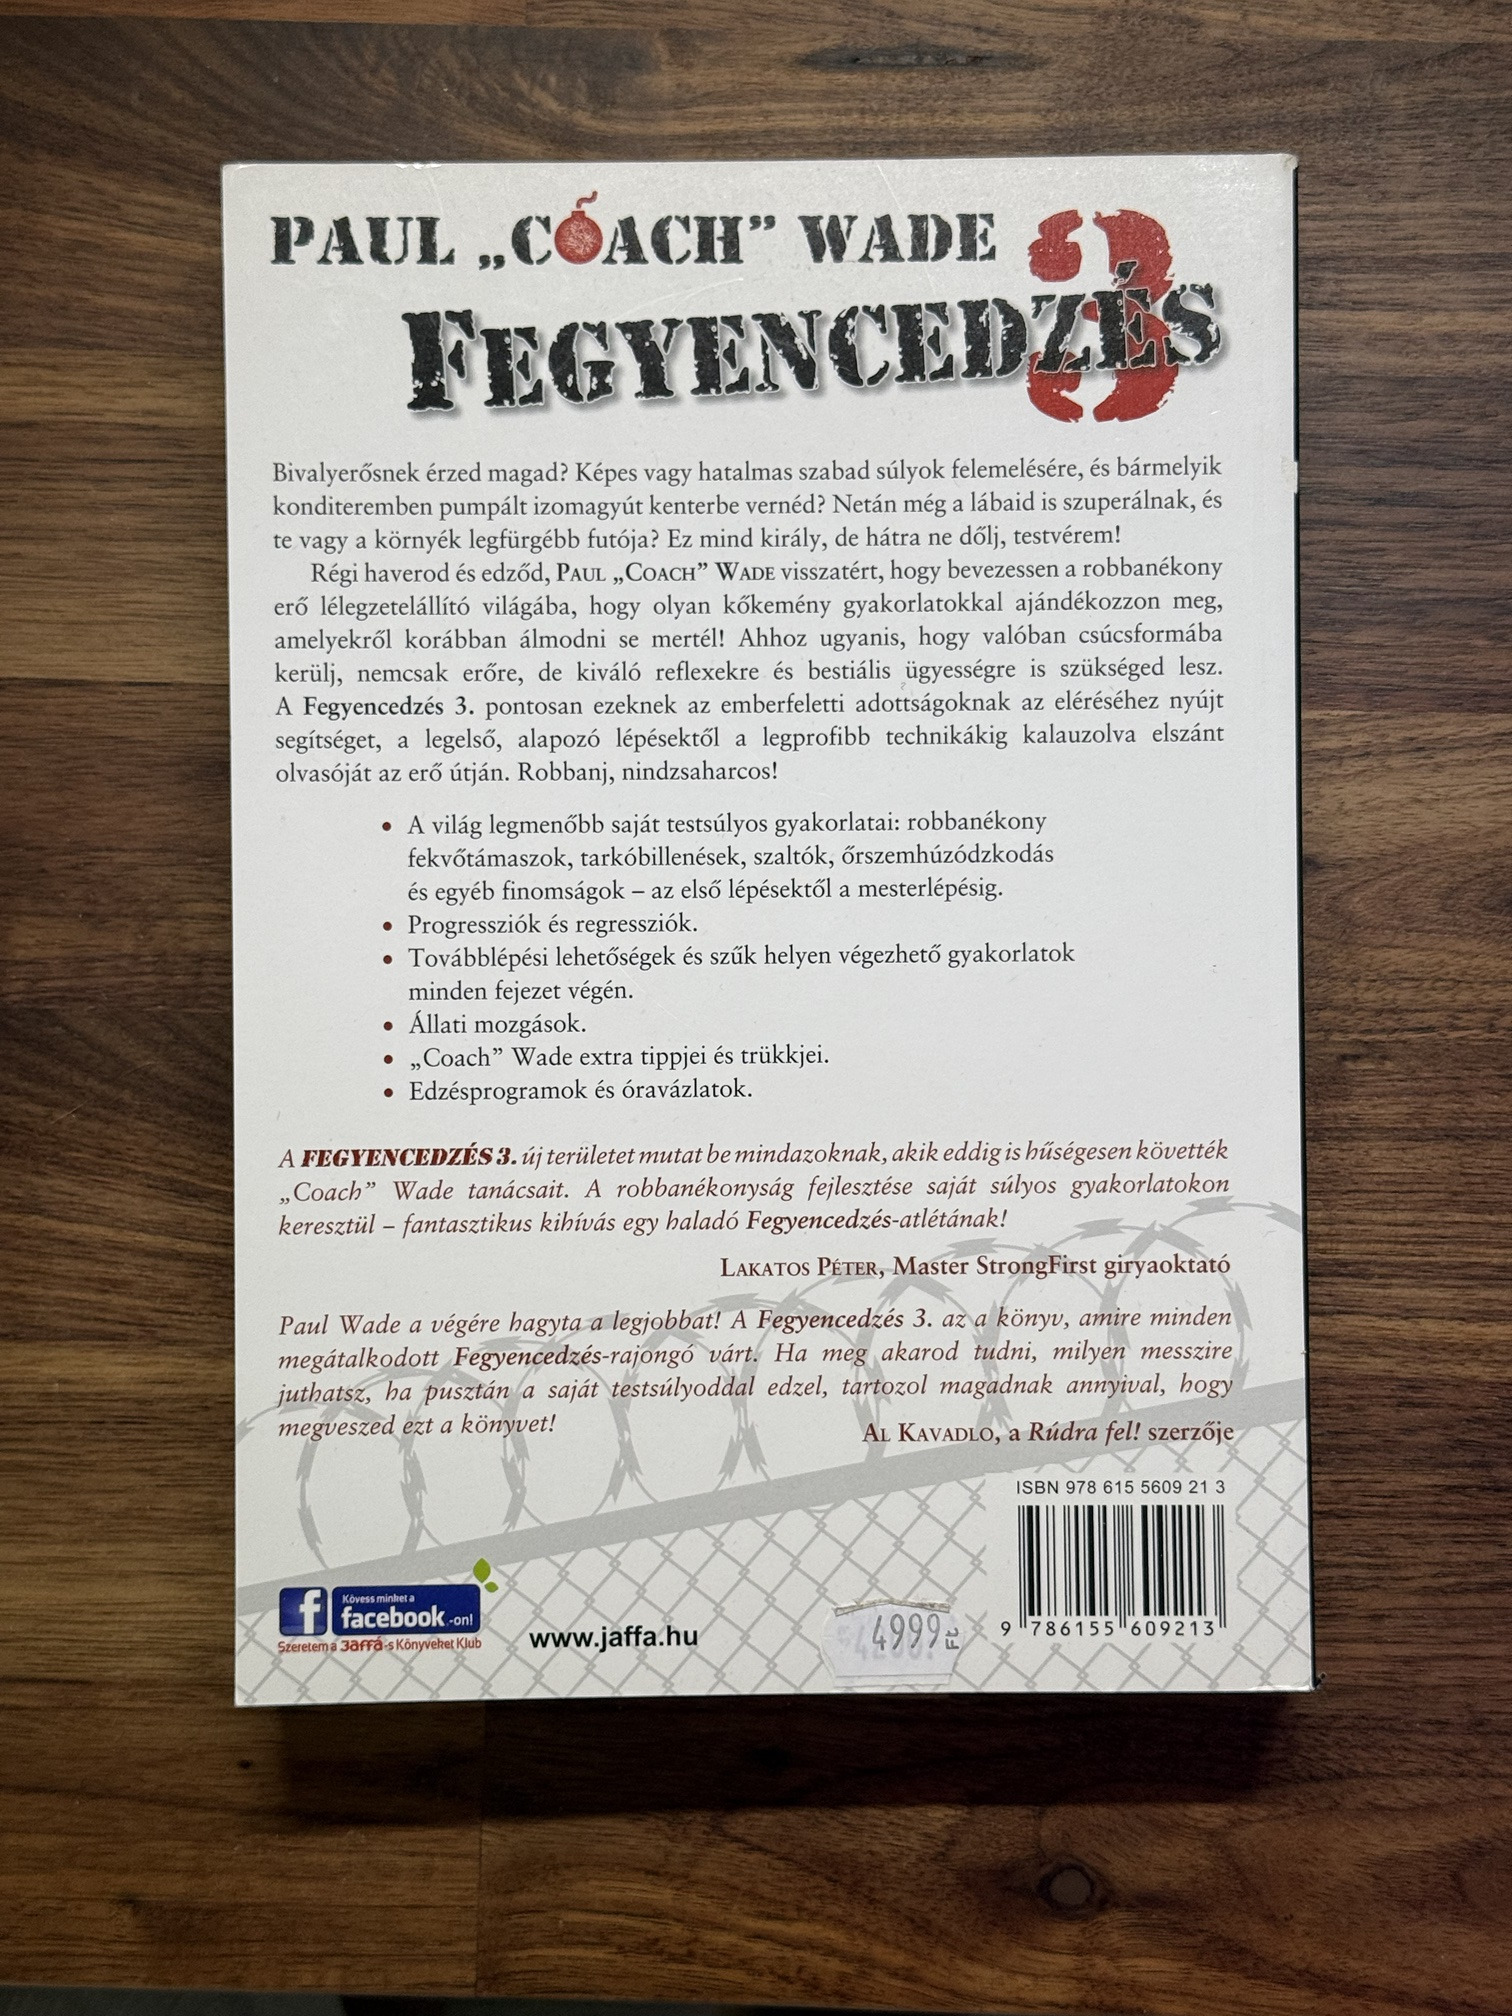 PAUL „COACH” WADE
3
FEGYENCEDZÉS
Bivalyerősnek érzed magad? Képes vagy hatalmas szabad súlyok felemelésére, és bármelyik
konditeremben pumpált izomagyút kenterbe vernéd? Netán még a lábaid is szuperálnak, és
te vagy a környék legfürgébb futója? Ez mind király, de hátra ne dőlj, testvérem!
Régi haverod és edződ, PAUL „COACH” WADE visszatért, hogy bevezessen a robbanékony
erő lélegzetelállító világába, hogy olyan kőkemény gyakorlatokkal ajándékozzon meg,
amelyekről korábban álmodni se mertél! Ahhoz ugyanis, hogy valóban csúcsformába
kerülj, nemcsak erőre, de kiváló reflexekre és bestiális ügyességre is szükséged lesz.
A Fegyencedzés 3. pontosan ezeknek az emberfeletti adottságoknak az eléréséhez nyújt
segítséget, a legelső, alapozó lépésektől a legprofibb technikákig kalauzolva elszánt
olvasóját az erő útján. Robbanj, nindzsaharcos!
• A világ legmenőbb saját testsúlyos gyakorlatai: robbanékony
fekvőtámaszok, tarkóbillenések, szaltók, őrszemhúzódzkodás
és egyéb finomságok – az első lépésektől a mesterlépésig.
• Progressziók és regressziók.
• Továbblépési lehetőségek és szűk helyen végezhető gyakorlatok
minden fejezet végén.
• Állati mozgások.
• „Coach” Wade extra tippjei és trükkjei.
• Edzésprogramok és óravázlatok.
A FEGYENCEDZÉS 3. új területet mutat be mindazoknak, akik eddig is hűségesen követték
„Coach” Wade tanácsait. A robbanékonyság fejlesztése saját súlyos gyakorlatokon
keresztül – fantasztikus kihívás egy haladó Fegyencedzés-atlétának!
LAKATOS PÉTER, Master StrongFirst giryaoktató
Paul Wade a végére hagyta a legjobbat! A Fegyencedzés 3. az a könyv, amire minden
megátalkodott Fegyencedzés-rajongó várt. Ha meg akarod tudni, milyen messzire
juthatsz, ha pusztán a saját testsúlyoddal edzel, tartozol magadnak annyival, hogy
megveszed ezt a könyvet!
AL KAVADLO, a Rúdra fel! szerzője
ISBN 978 615 5609 21 3
9 786155 609213
f Kövess minket a
facebook-on!
Szeretem a Jaffá-s Könyveket Klub
www.jaffa.hu
4999 Ft